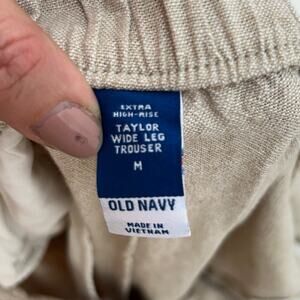 EXTRA
HIGH-RISE
TAYLOR
WIDE LEG
TROUSER
M
OLD NAVY
MADE IN
VIETNAM